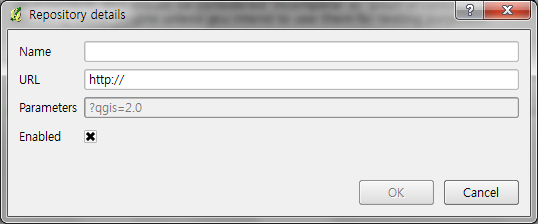 Repository details
?
Name
URL http://
Parameters ?qgis=2.0
Enabled
OK Cancel